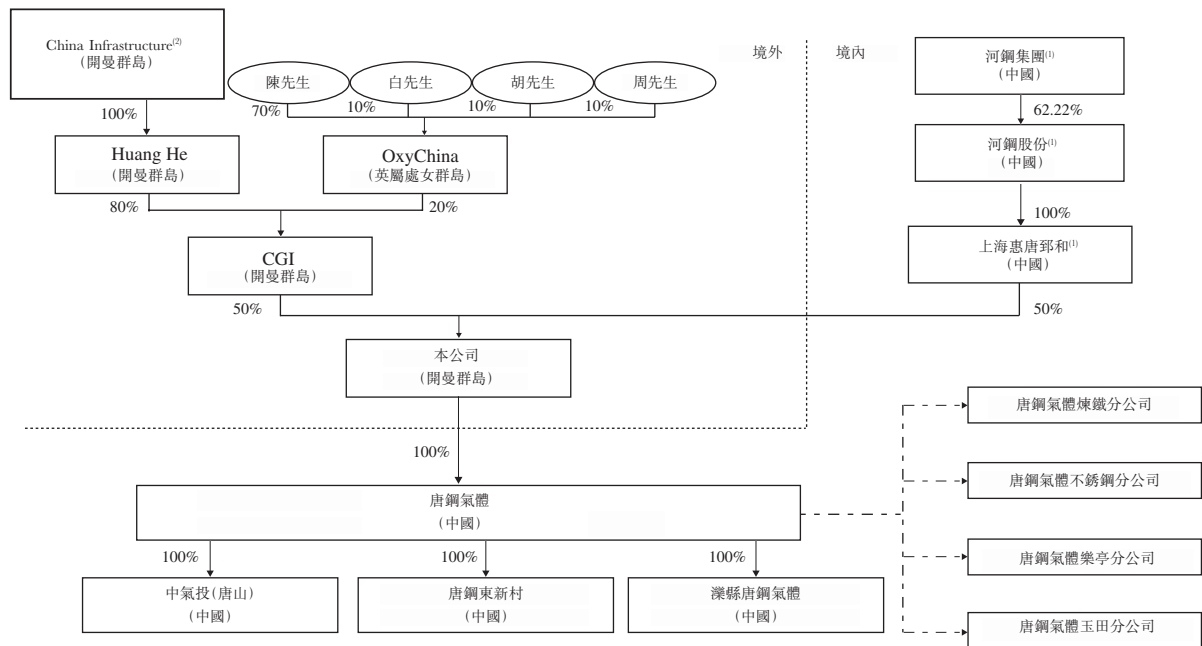 China Infrastructure(2)
(開曼群島)
陳先生
白先生
胡先生
周先生
境外
境內
河鋼集團(1)
(中國)
100%
70%
10%
10%
10%
62.22%
Huang He
(開曼群島)
OxyChina
(英屬處女群島)
河鋼股份(1)
(中國)
80%
20%
100%
CGI
(開曼群島)
上海惠唐郅和(1)
(中國)
50%
50%
本公司
(開曼群島)
100%
唐鋼氣體
(中國)
唐鋼氣體煉鐵分公司
唐鋼氣體不銹鋼分公司
唐鋼氣體樂亭分公司
唐鋼氣體玉田分公司
100%
100%
100%
中氣投(唐山)
(中國)
唐鋼東新村
(中國)
灤縣唐鋼氣體
(中國)